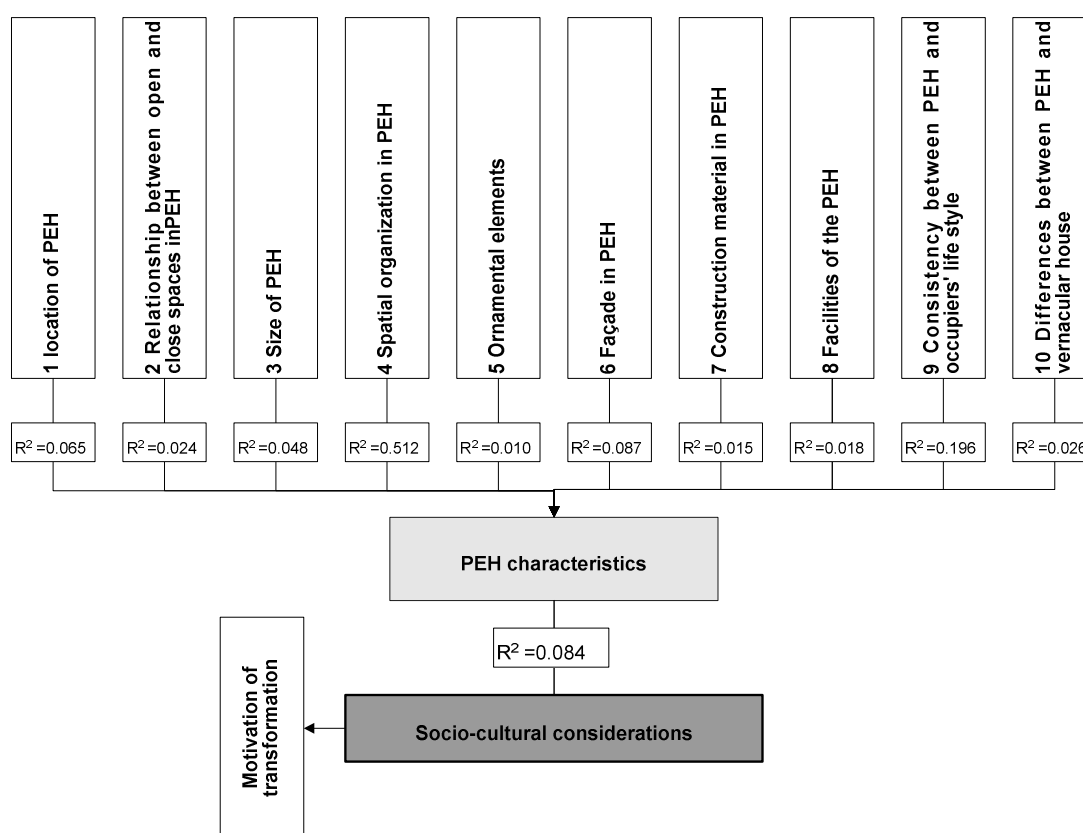 1 location of PEH
2 Relationship between open and
close spaces inPEH
3 Size of PEH
4 Spatial organization in PEH
5 Ornamental elements
6 Façade in PEH
7 Construction material in PEH
8 Facilities of the PEH
9 Consistency between PEH and
occupiers' life style
10 Differences between PEH and
vernacular house
R² =0.065
R² =0.024
R² =0.048
R² =0.512
R² =0.010
R² =0.087
R² =0.015
R² =0.018
R² =0.196
R² =0.026
PEH characteristics
R² =0.084
Motivation of
transformation
Socio-cultural considerations